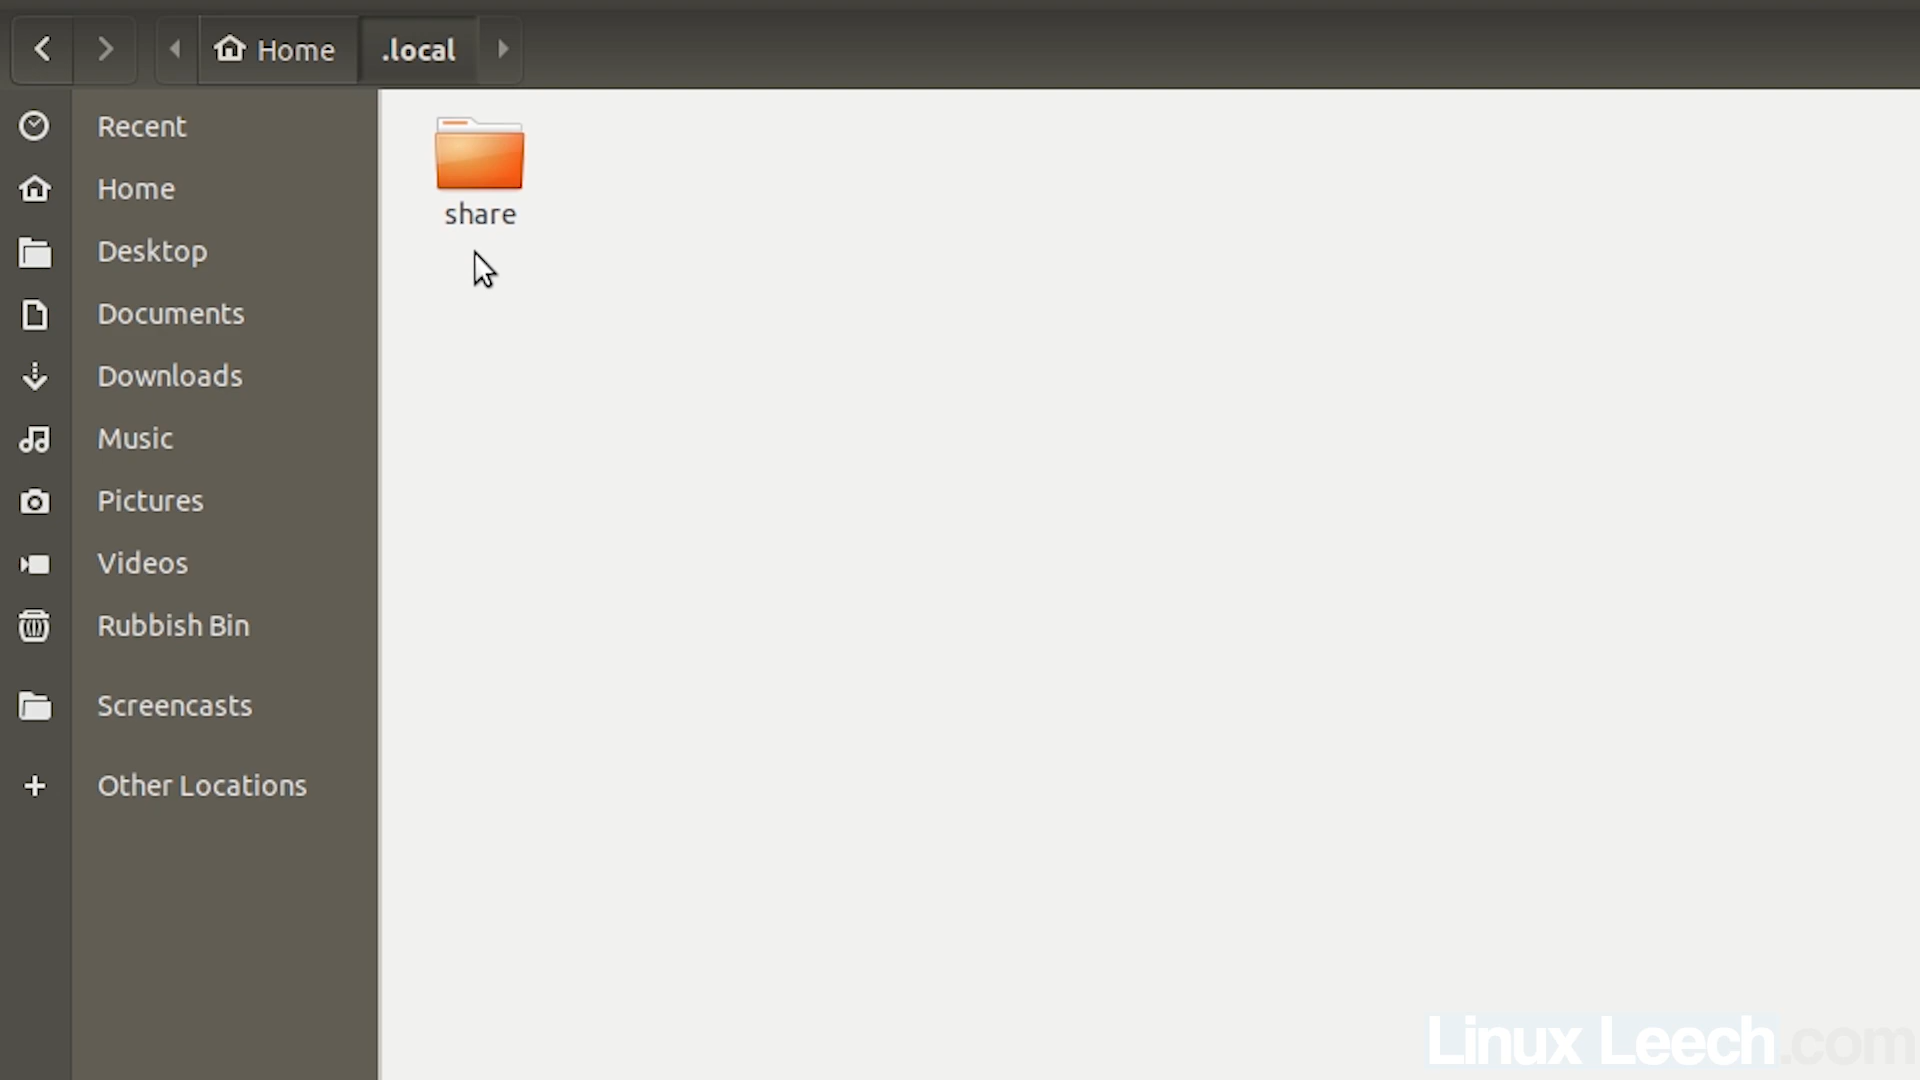 Home .local
Recent
Home
Desktop
Documents
Downloads
Music
Pictures
Videos
Rubbish Bin
Screencasts
Other Locations
share
Linux Leech.com